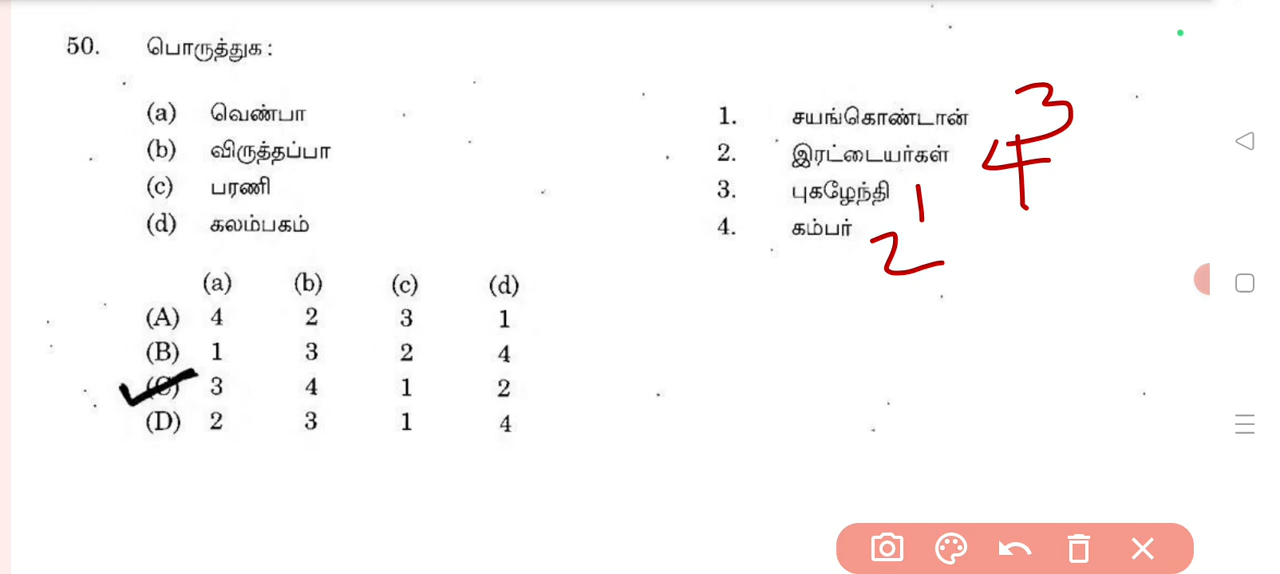 50. பொருத்துக :
(a) வெண்பா 1. சயங்கொண்டான் 3
(b) விருத்தப்பா 2. இரட்டையர்கள் 4
(c) பரணி 3. புகழேந்தி 1
(d) கலம்பகம் 4. கம்பர் 2
(a) (b) (c) (d)
(A) 4 2 3 1
(B) 1 3 2 4
(C) 3 4 1 2
(D) 2 3 1 4